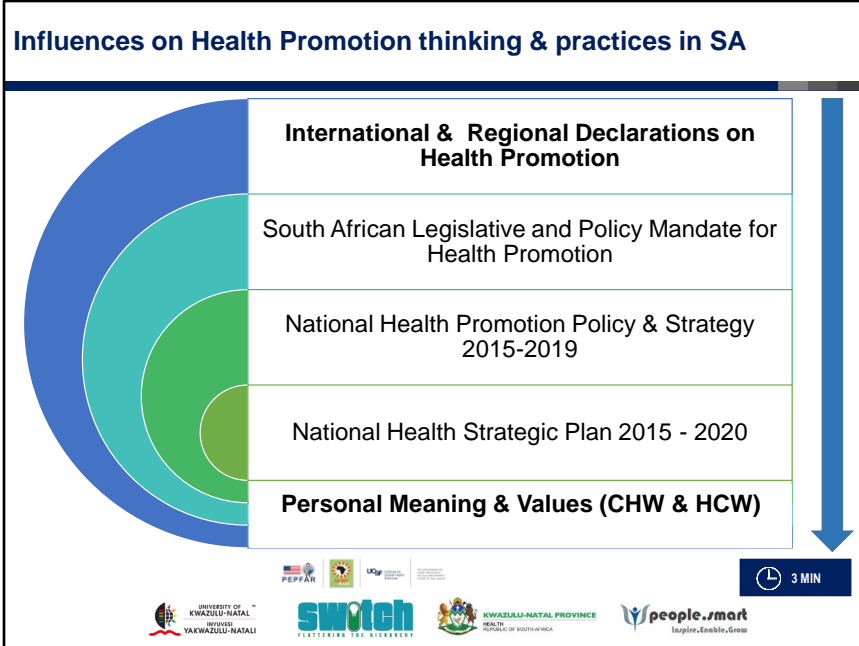 Influences on Health Promotion thinking & practices in SA
International & Regional Declarations on
Health Promotion
South African Legislative and Policy Mandate for
Health Promotion
National Health Promotion Policy & Strategy
2015-2019
National Health Strategic Plan 2015 - 2020
Personal Meaning & Values (CHW & HCW)
3 MIN
PEPFAR
UCSF
UNIVERSITY OF
KWAZULU-NATAL
INYUVESI
YAKWAZULU-NATALI
switch
FLATTENING THE HIERARCHY
KWAZULU-NATAL PROVINCE
HEALTH
REPUBLIC OF SOUTH AFRICA
people.smart
Inspire.Enable.Grow